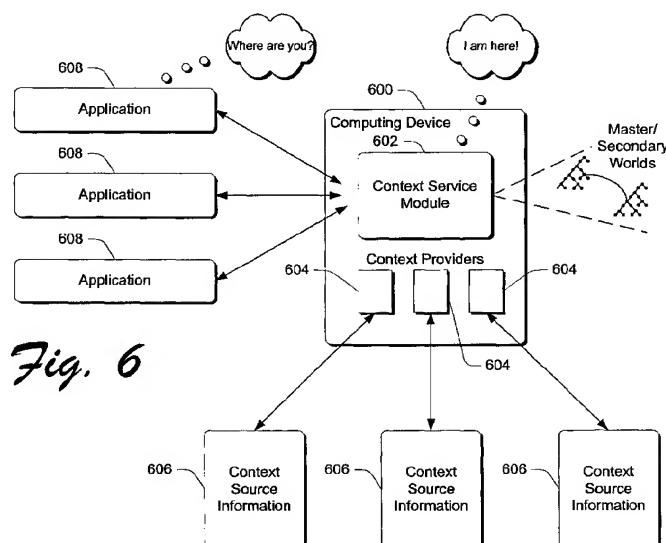 Where are you?
I am here!
608
Application
600
Computing Device
602
Master/
Secondary
Worlds
608
Application
Context Service
Module
608
Application
Context Providers
604
604
604
Fig. 6
606
Context
Source
Information
606
Context
Source
Information
606
Context
Source
Information